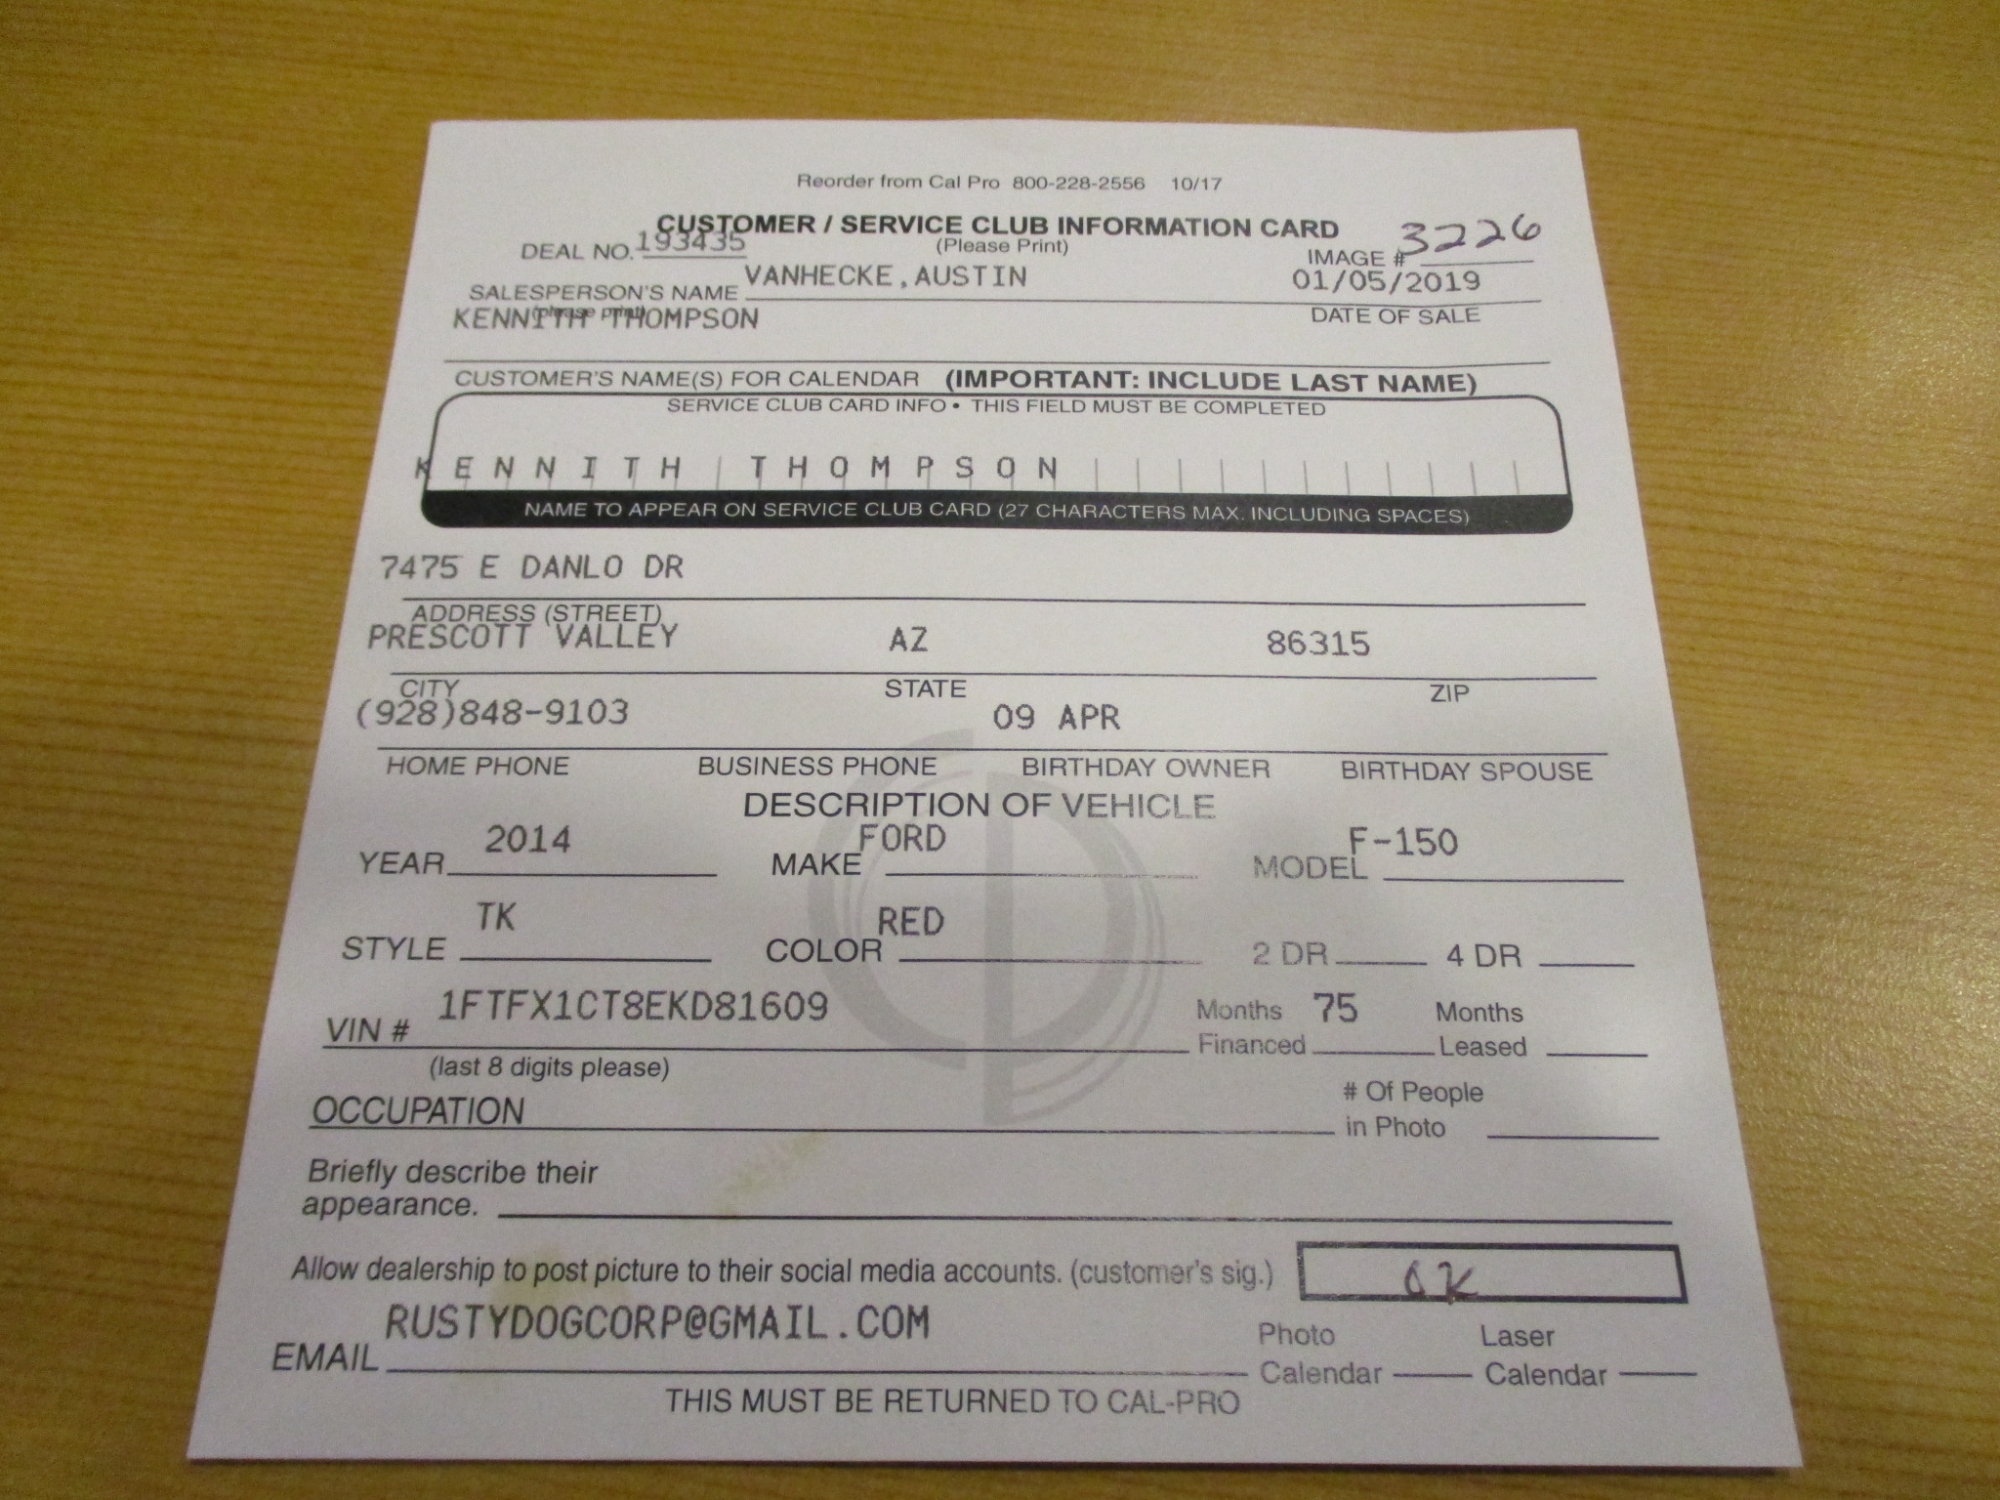 Reorder from Cal Pro 800-228-2556 10/17
CUSTOMER / SERVICE CLUB INFORMATION CARD
(Please Print)
DEAL NO. 193435
IMAGE # 3226
SALESPERSON'S NAME VANHECKE,AUSTIN 01/05/2019
(please print) DATE OF SALE
KENNITH THOMPSON
CUSTOMER'S NAME(S) FOR CALENDAR (IMPORTANT: INCLUDE LAST NAME)
SERVICE CLUB CARD INFO • THIS FIELD MUST BE COMPLETED
KENNITH THOMPSON
NAME TO APPEAR ON SERVICE CLUB CARD (27 CHARACTERS MAX. INCLUDING SPACES)
7475 E DANLO DR
ADDRESS (STREET)
PRESCOTT VALLEY AZ 86315
CITY STATE ZIP
(928)848-9103 09 APR
HOME PHONE BUSINESS PHONE BIRTHDAY OWNER BIRTHDAY SPOUSE
DESCRIPTION OF VEHICLE
YEAR 2014 MAKE FORD MODEL F-150
STYLE TK COLOR RED 2 DR 4 DR
VIN # 1FTFX1CT8EKD81609 Months Financed 75 Months Leased
(last 8 digits please)
OCCUPATION # Of People in Photo
Briefly describe their
appearance.
Allow dealership to post picture to their social media accounts. (customer's sig.) OK
EMAIL RUSTYDOGCORP@GMAIL.COM Photo Calendar Laser Calendar
THIS MUST BE RETURNED TO CAL-PRO